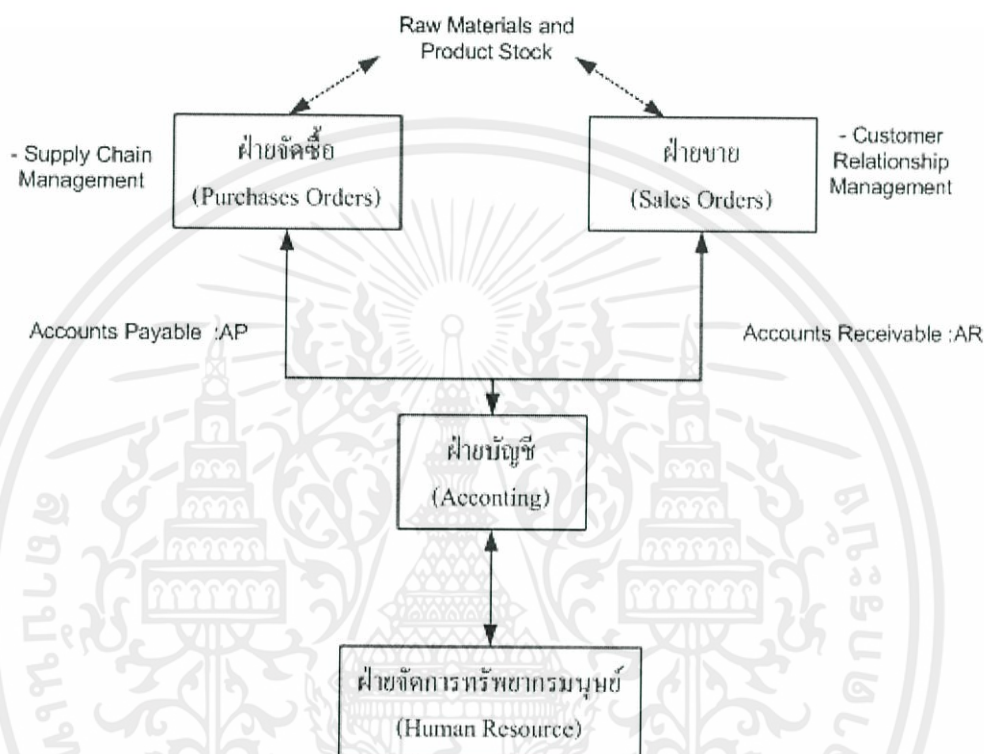 Raw Materials and
Product Stock
- Supply Chain
Management
ฝ่ายจัดซื้อ
(Purchases Orders)
ฝ่ายขาย
(Sales Orders)
- Customer
Relationship
Management
Accounts Payable :AP
Accounts Receivable :AR
ฝ่ายบัญชี
(Acconting)
ฝ่ายจัดการทรัพยากรมนุษย์
(Human Resource)